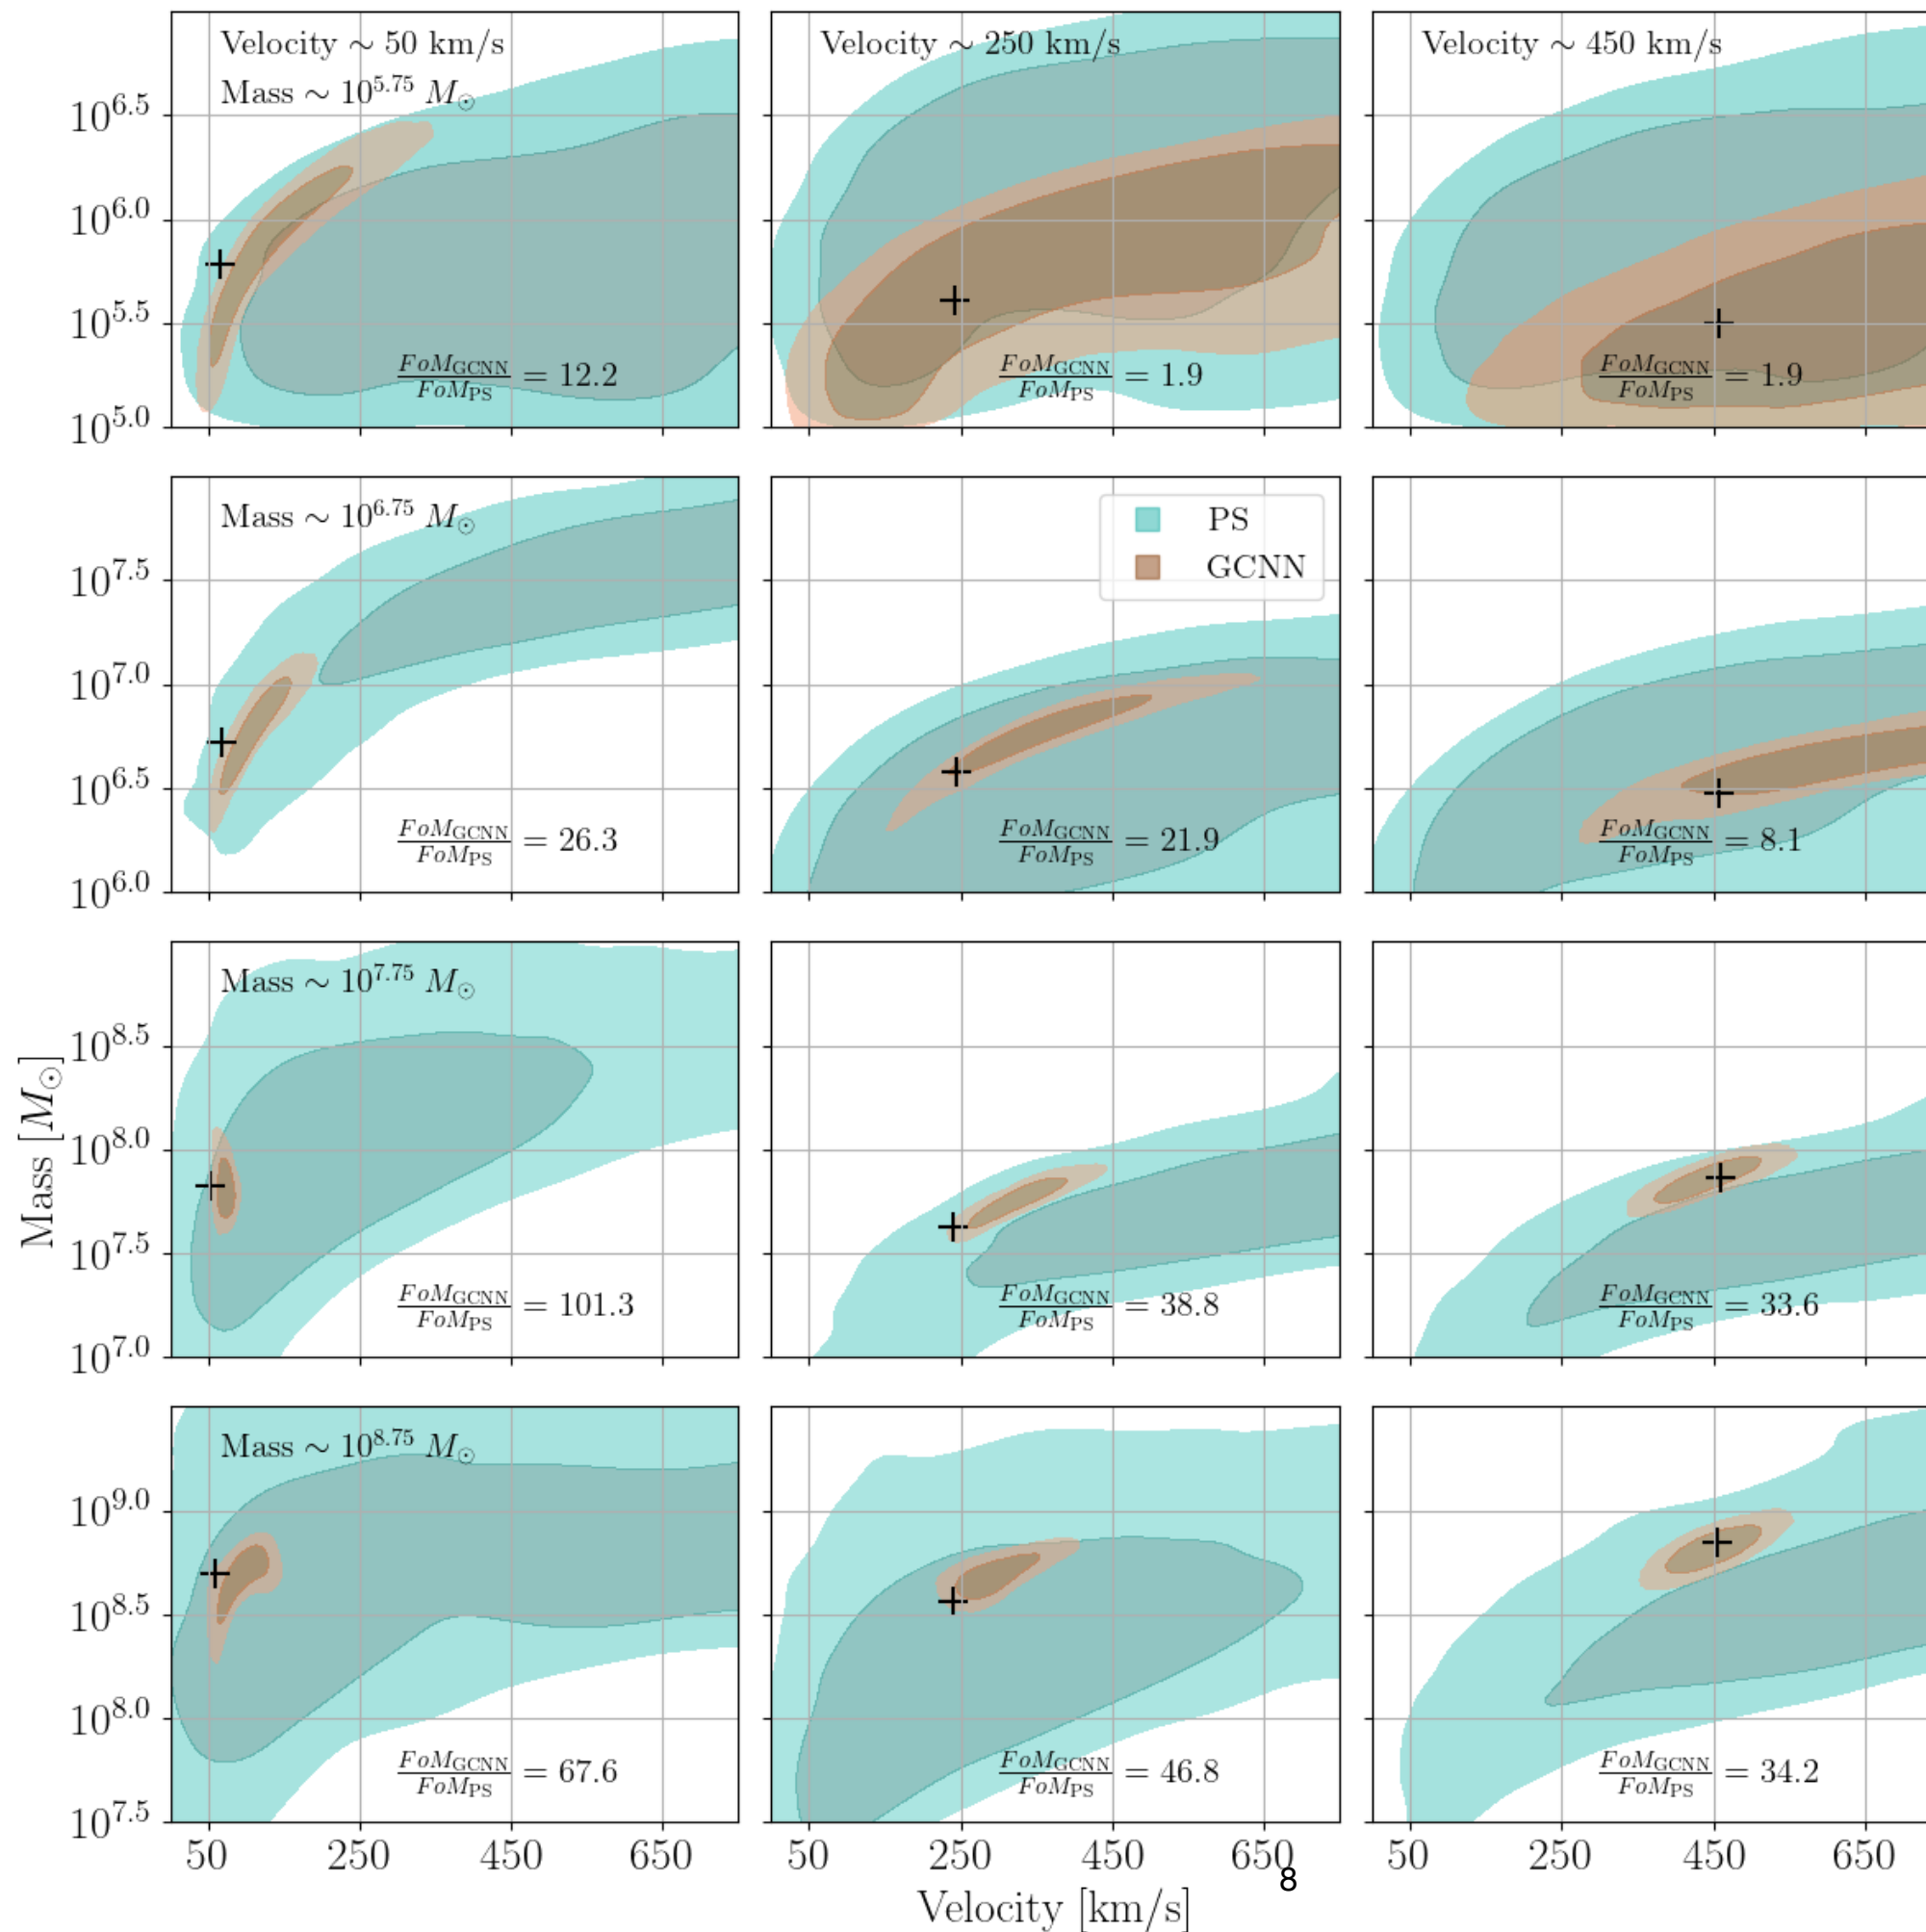 Velocity ∼ 50 km/s
Mass ∼ 10^5.75 M⊙
Velocity ∼ 250 km/s
Velocity ∼ 450 km/s
10^6.5
10^6.0
10^5.5
10^5.0
FoM_GCNN/FoM_PS = 12.2
FoM_GCNN/FoM_PS = 1.9
FoM_GCNN/FoM_PS = 1.9
Mass ∼ 10^6.75 M⊙
PS
GCNN
10^7.5
10^7.0
10^6.5
10^6.0
FoM_GCNN/FoM_PS = 26.3
FoM_GCNN/FoM_PS = 21.9
FoM_GCNN/FoM_PS = 8.1
Mass ∼ 10^7.75 M⊙
10^8.5
10^8.0
10^7.5
10^7.0
FoM_GCNN/FoM_PS = 101.3
FoM_GCNN/FoM_PS = 38.8
FoM_GCNN/FoM_PS = 33.6
Mass [M⊙]
Mass ∼ 10^8.75 M⊙
10^9.0
10^8.5
10^8.0
10^7.5
FoM_GCNN/FoM_PS = 67.6
FoM_GCNN/FoM_PS = 46.8
FoM_GCNN/FoM_PS = 34.2
50 250 450 650
50 250 450 650
50 250 450 650
8
Velocity [km/s]